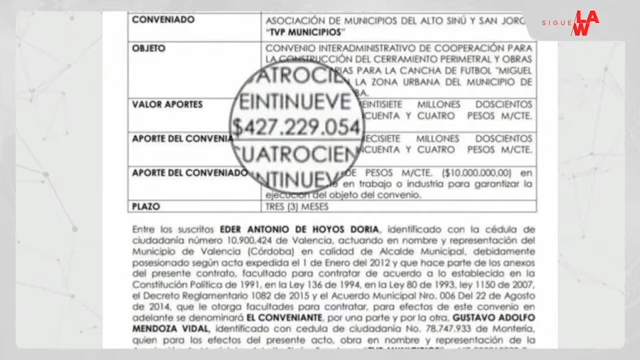 SIGUE LA W
CONVENIADO ASOCIACIÓN DE MUNICIPIOS DEL ALTO SINÚ Y SAN JORGE
"TVP MUNICIPIOS"
OBJETO CONVENIO INTERADMINISTRATIVO DE COOPERACIÓN PARA
LA CONSTRUCCIÓN DEL CERRAMIENTO PERIMETRAL Y OBRAS
PARA LA CANCHA DE FUTBOL "MIGUEL
LA ZONA URBANA DEL MUNICIPIO DE
ATROCIEN
EINTINUEVE
$427.229.054
UATROCIEN
INTINUEV
VALOR APORTES EINTISIETE MILLONES DOSCIENTOS
CUENTA Y CUATRO PESOS M/CTE.
APORTE DEL CONVENIA ECISIETE MILLONES DOSCIENTOS
CUENTA Y CUATRO PESOS M/CTE.
APORTE DEL CONVENIADO DE PESOS M/CTE. ($10.000.000,00) en
en trabajo o industria para garantizar la
ejecución del objeto del convenio.
PLAZO TRES (3) MESES
Entre los suscritos EDER ANTONIO DE HOYOS DORIA, identificado con la cédula de
ciudadanía número 10.900.424 de Valencia, actuando en nombre y representación del
Municipio de Valencia (Córdoba) en calidad de Alcalde Municipal, debidamente
posesionado según acta expedida el 1 de Enero del 2012 y que hace parte de los anexos
del presente contrato, facultado para contratar de acuerdo a lo establecido en la
Constitución Política de 1991, en la Ley 136 de 1994, en la Ley 80 de 1993, ley 1150 de 2007,
el Decreto Reglamentario 1082 de 2015 y el Acuerdo Municipal Nro. 006 Del 22 de Agosto
de 2014, que le otorga facultades para contratar, para efectos de este convenio en
adelante se denominará EL CONVENIANTE, por una parte y por la otra, GUSTAVO ADOLFO
MENDOZA VIDAL, identificado con cedula de ciudadanía No. 78.747.933 de Montería,
quien para los efectos del presente acto, obra en nombre y representación de la